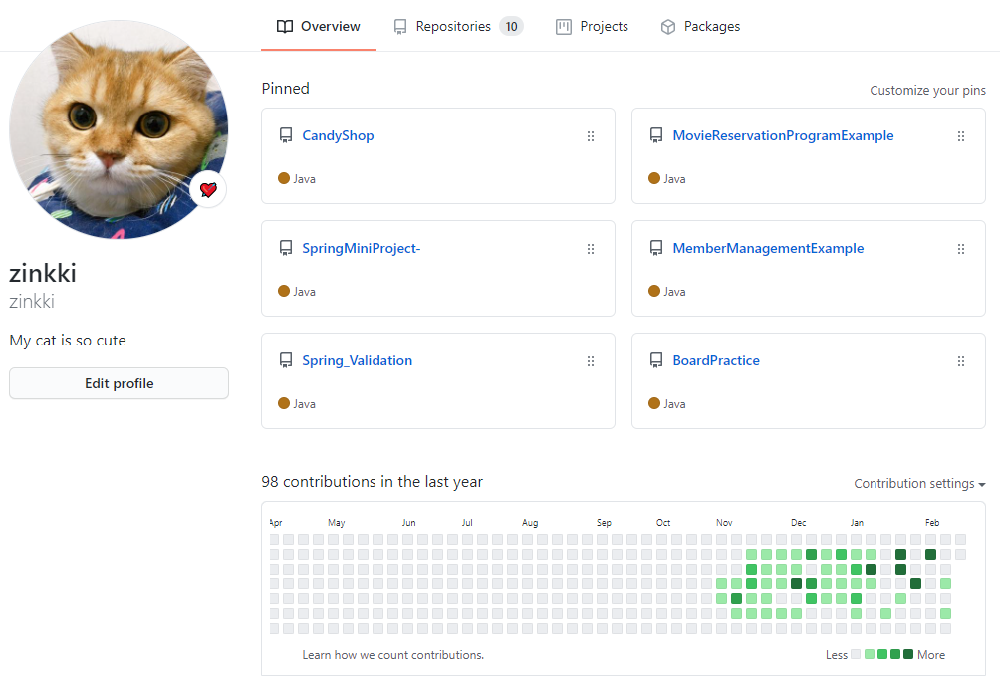 Overview
Repositories 10
Projects
Packages
zinkki
zinkki
My cat is so cute
Edit profile
Pinned
Customize your pins
CandyShop
Java
MovieReservationProgramExample
Java
SpringMiniProject-
Java
MemberManagementExample
Java
Spring_Validation
Java
BoardPractice
Java
98 contributions in the last year
Contribution settings
Apr May Jun Jul Aug Sep Oct Nov Dec Jan Feb
Learn how we count contributions.
Less More